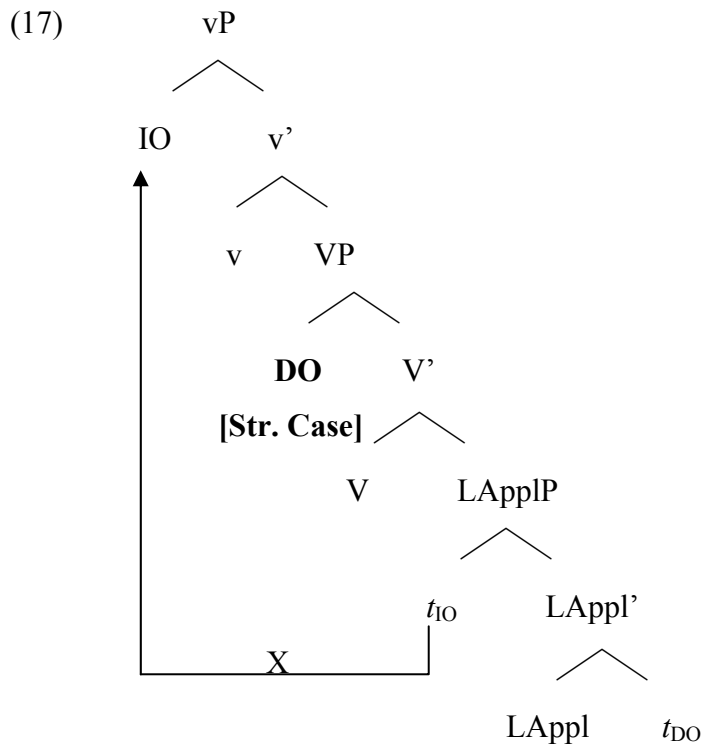 (17) vP
IO v’
v VP
DO V’
[Str. Case]
V LApplP
tIO LAppl’
X
LAppl tDO